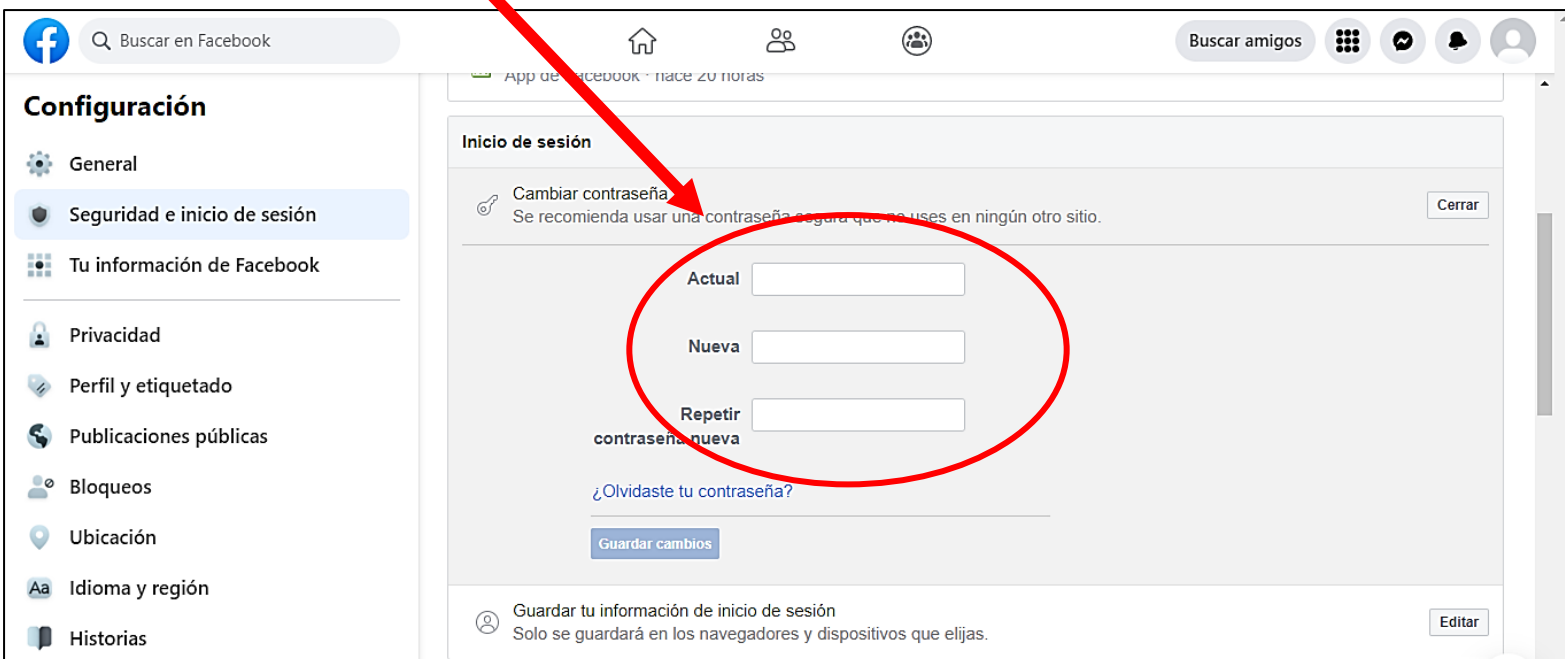 Buscar en Facebook
Buscar amigos
App de Facebook · hace 20 horas
Configuración
General
Seguridad e inicio de sesión
Tu información de Facebook
Privacidad
Perfil y etiquetado
Publicaciones públicas
Bloqueos
Ubicación
Aa
Idioma y región
Historias
Inicio de sesión
Cambiar contraseña
Se recomienda usar una contraseña segura que no uses en ningún otro sitio.
Cerrar
Actual
Nueva
Repetir
contraseña nueva
¿Olvidaste tu contraseña?
Guardar cambios
Guardar tu información de inicio de sesión
Solo se guardará en los navegadores y dispositivos que elijas.
Editar